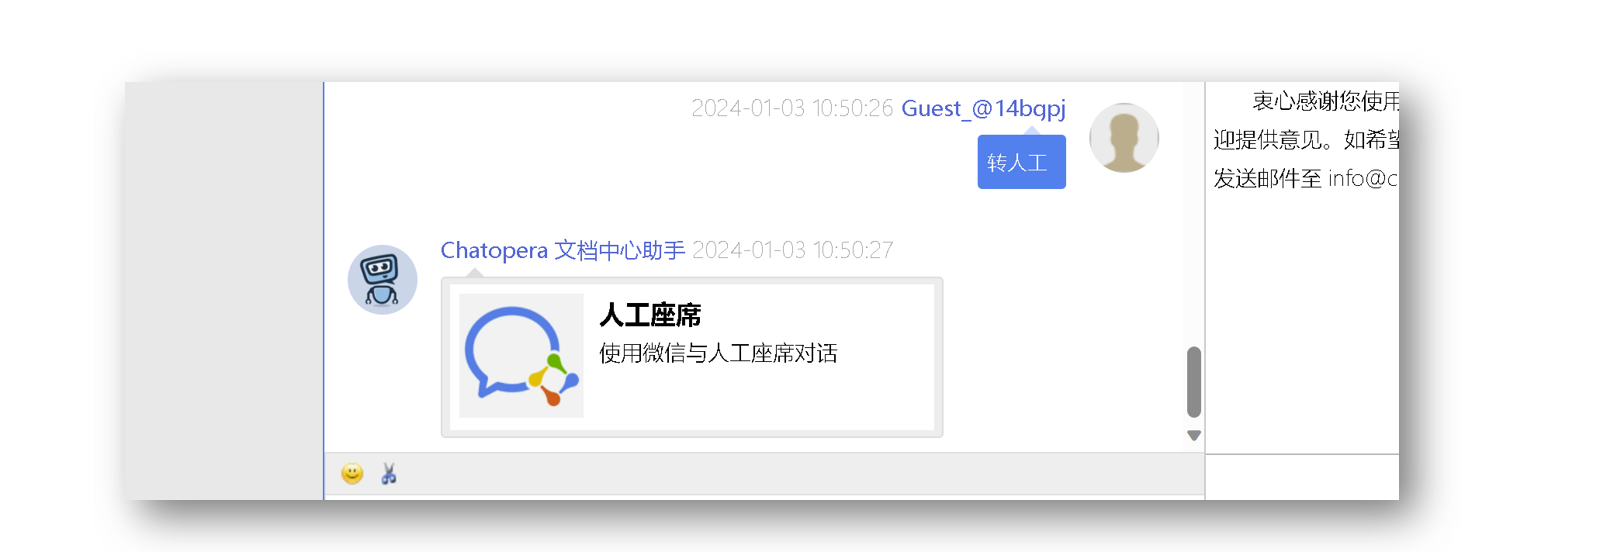 2024-01-03 10:50:26 Guest_@14bqpj
转人工
Chatopera 文档中心助手 2024-01-03 10:50:27
人工座席
使用微信与人工座席对话
衷心感谢您使用
迎提供意见。如希望
发送邮件至 info@c